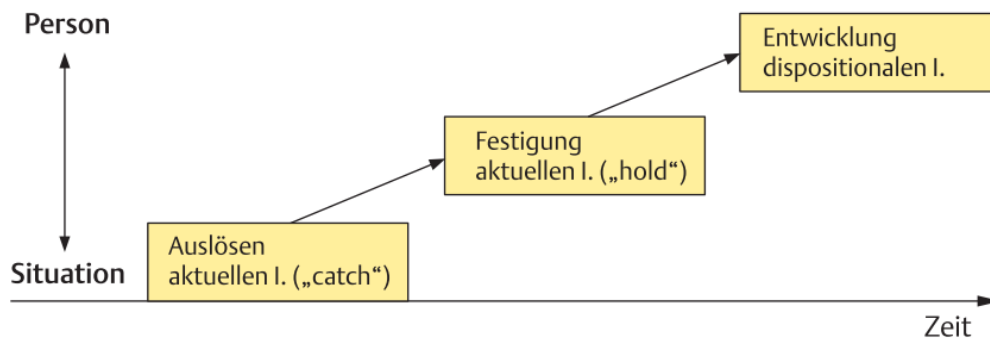 Person
Entwicklung
dispositionalen I.
Festigung
aktuellen I. („hold“)
Auslösen
aktuellen I. („catch“)
Situation
Zeit